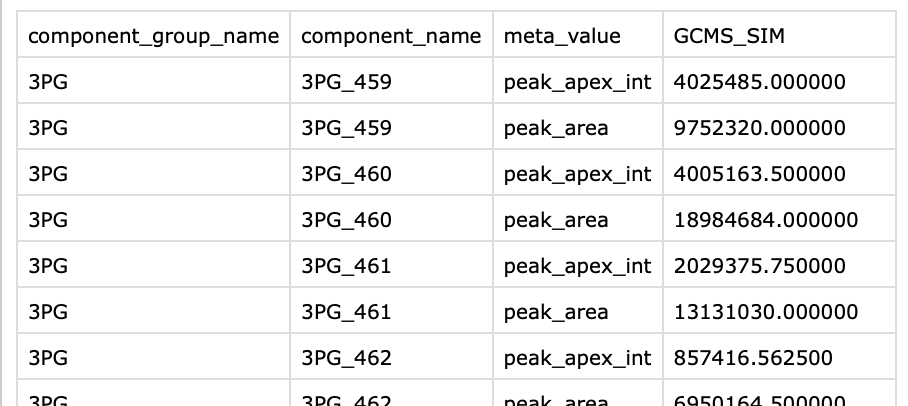 component_group_name component_name meta_value GCMS_SIM
3PG 3PG_459 peak_apex_int 4025485.000000
3PG 3PG_459 peak_area 9752320.000000
3PG 3PG_460 peak_apex_int 4005163.500000
3PG 3PG_460 peak_area 18984684.000000
3PG 3PG_461 peak_apex_int 2029375.750000
3PG 3PG_461 peak_area 13131030.000000
3PG 3PG_462 peak_apex_int 857416.562500
3PG 3PG_462 peak_area 6950164.500000